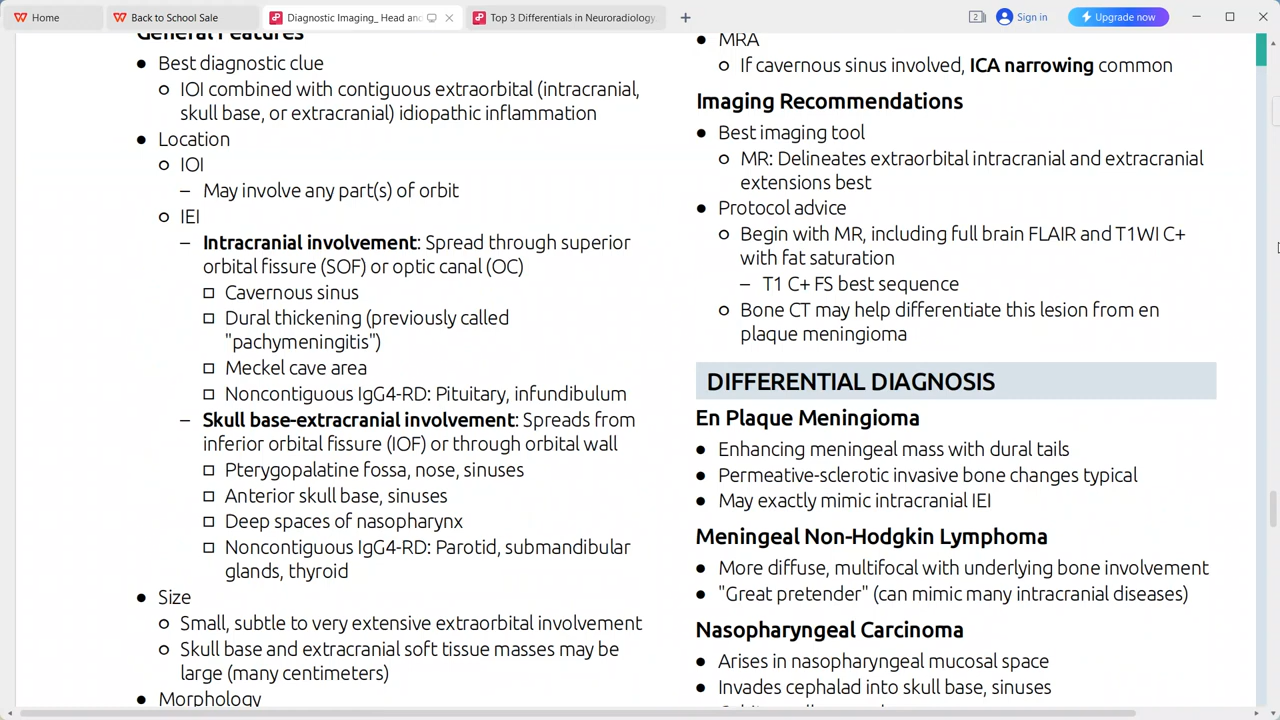 Home
Back to School Sale
Diagnostic Imaging_ Head and
Top 3 Differentials in Neuroradiology
2
Sign in
Upgrade now
General Features
● Best diagnostic clue
○ IOI combined with contiguous extraorbital (intracranial,
skull base, or extracranial) idiopathic inflammation
● Location
○ IOI
– May involve any part(s) of orbit
○ IEI
– Intracranial involvement: Spread through superior
orbital fissure (SOF) or optic canal (OC)
□ Cavernous sinus
□ Dural thickening (previously called
"pachymeningitis")
□ Meckel cave area
□ Noncontiguous IgG4-RD: Pituitary, infundibulum
– Skull base-extracranial involvement: Spreads from
inferior orbital fissure (IOF) or through orbital wall
□ Pterygopalatine fossa, nose, sinuses
□ Anterior skull base, sinuses
□ Deep spaces of nasopharynx
□ Noncontiguous IgG4-RD: Parotid, submandibular
glands, thyroid
● Size
○ Small, subtle to very extensive extraorbital involvement
○ Skull base and extracranial soft tissue masses may be
large (many centimeters)
● Morphology
● MRA
○ If cavernous sinus involved, ICA narrowing common
Imaging Recommendations
● Best imaging tool
○ MR: Delineates extraorbital intracranial and extracranial
extensions best
● Protocol advice
○ Begin with MR, including full brain FLAIR and T1WI C+
with fat saturation
– T1 C+ FS best sequence
○ Bone CT may help differentiate this lesion from en
plaque meningioma
DIFFERENTIAL DIAGNOSIS
En Plaque Meningioma
● Enhancing meningeal mass with dural tails
● Permeative-sclerotic invasive bone changes typical
● May exactly mimic intracranial IEI
Meningeal Non-Hodgkin Lymphoma
● More diffuse, multifocal with underlying bone involvement
● "Great pretender" (can mimic many intracranial diseases)
Nasopharyngeal Carcinoma
● Arises in nasopharyngeal mucosal space
● Invades cephalad into skull base, sinuses